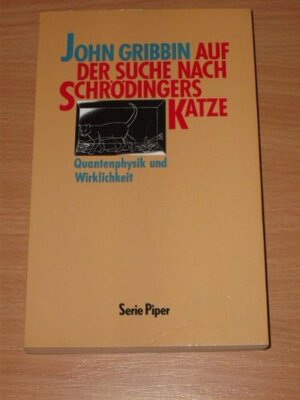 JOHN GRIBBIN AUF
DER SUCHE NACH
SCHRÖDINGERS
KATZE
Quantenphysik und
Wirklichkeit
Serie Piper